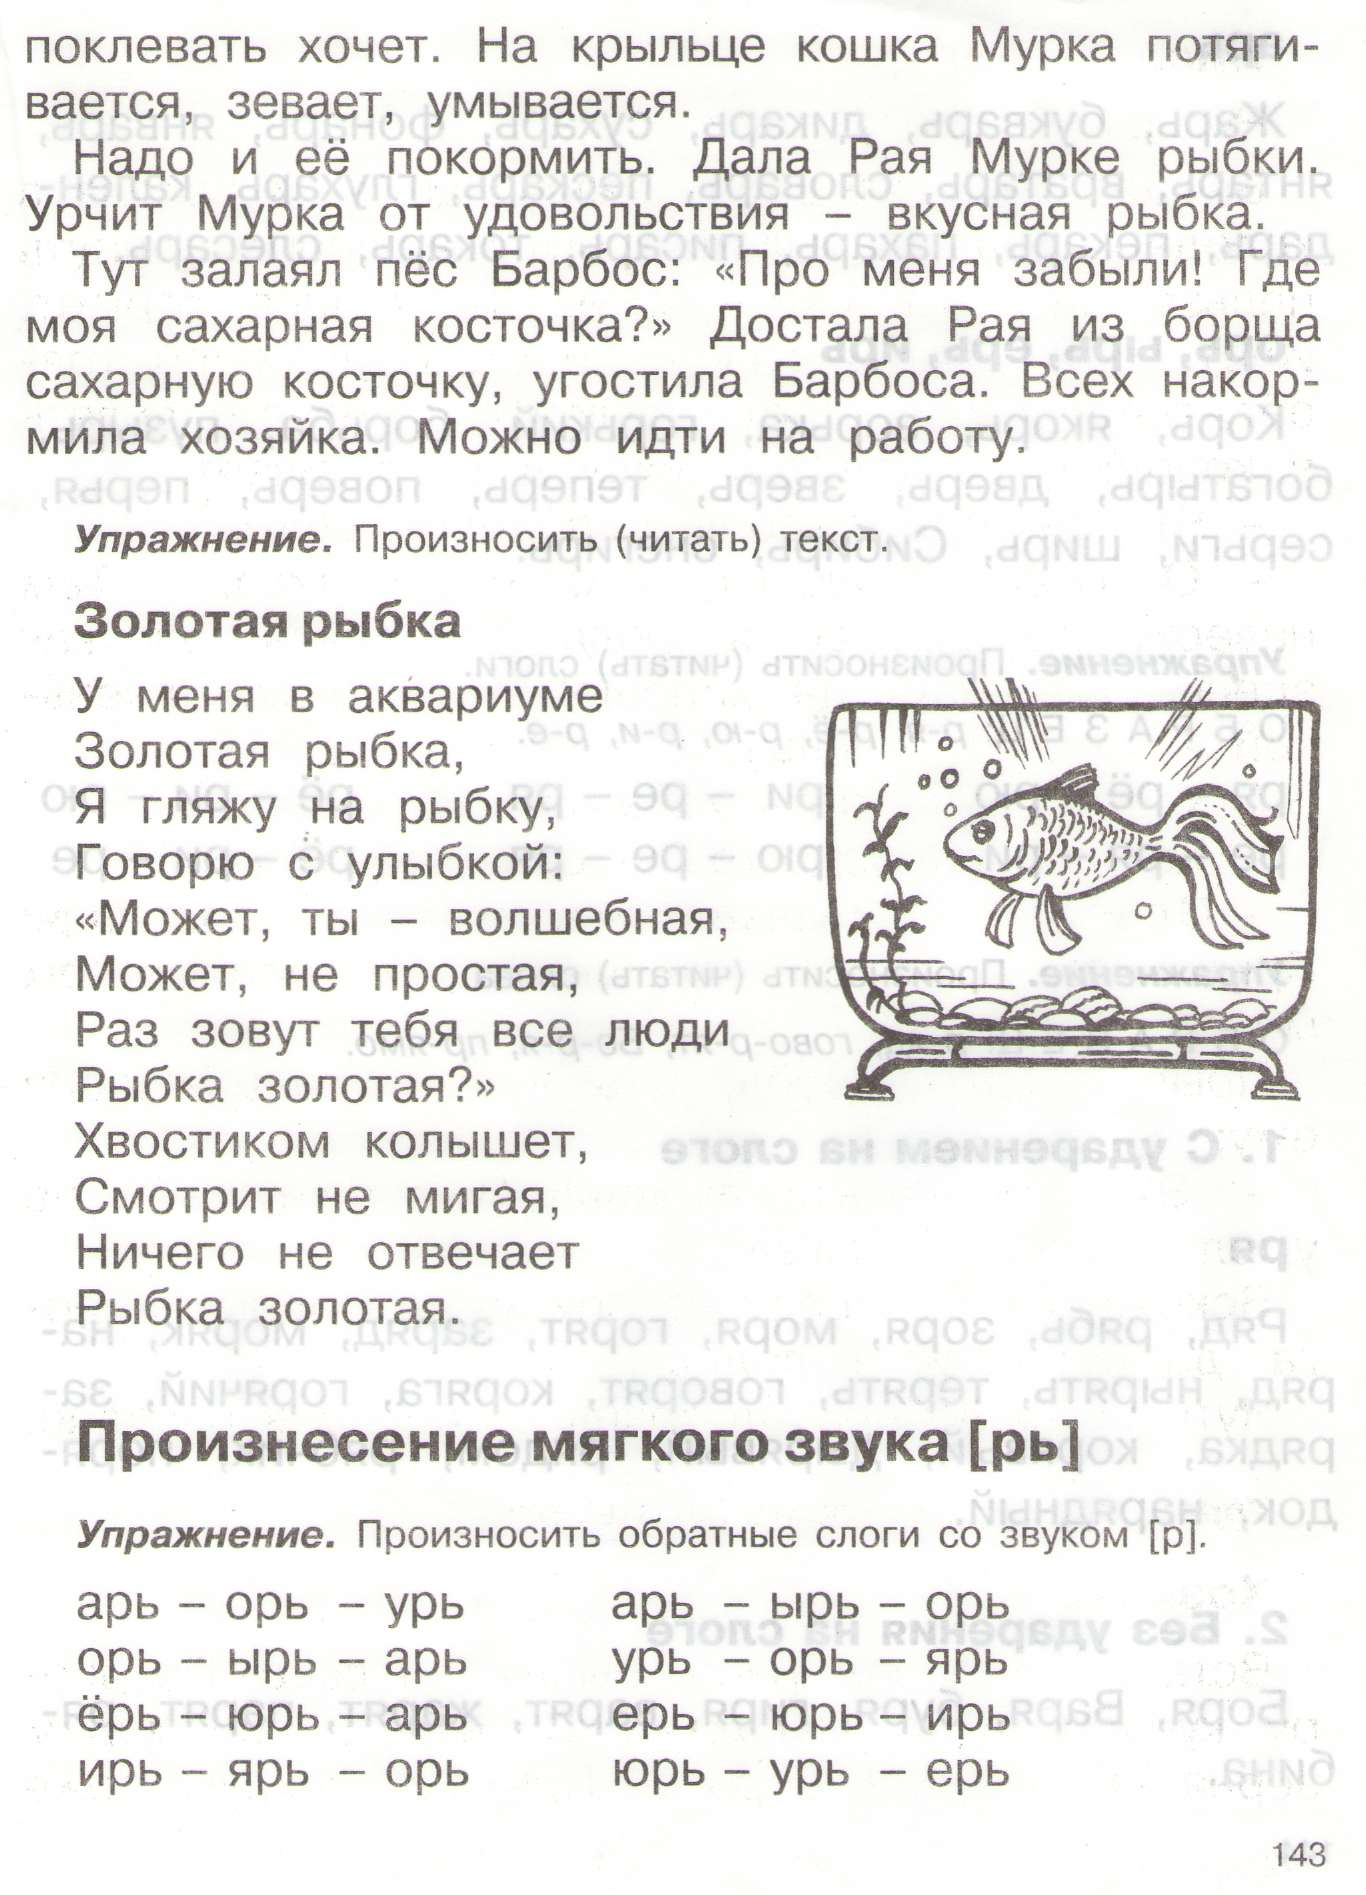 поклевать хочет. На крыльце кошка Мурка потяги-
вается, зевает, умывается.
Надо и её покормить. Дала Рая Мурке рыбки.
Урчит Мурка от удовольствия – вкусная рыбка.
Тут залаял пёс Барбос: «Про меня забыли! Где
моя сахарная косточка?» Достала Рая из борща
сахарную косточку, угостила Барбоса. Всех накор-
мила хозяйка. Можно идти на работу.
Упражнение. Произносить (читать) текст.
Золотая рыбка
У меня в аквариуме
Золотая рыбка,
Я гляжу на рыбку,
Говорю с улыбкой:
«Может, ты – волшебная,
Может, не простая,
Раз зовут тебя все люди
Рыбка золотая?»
Хвостиком колышет,
Смотрит не мигая,
Ничего не отвечает
Рыбка золотая.
Произнесение мягкого звука [рь]
Упражнение. Произносить обратные слоги со звуком [р].
арь – орь – урь арь – ырь – орь
орь – ырь – арь урь – орь – ярь
ёрь – юрь – арь ерь – юрь – ирь
ирь – ярь – орь юрь – урь – ерь
143